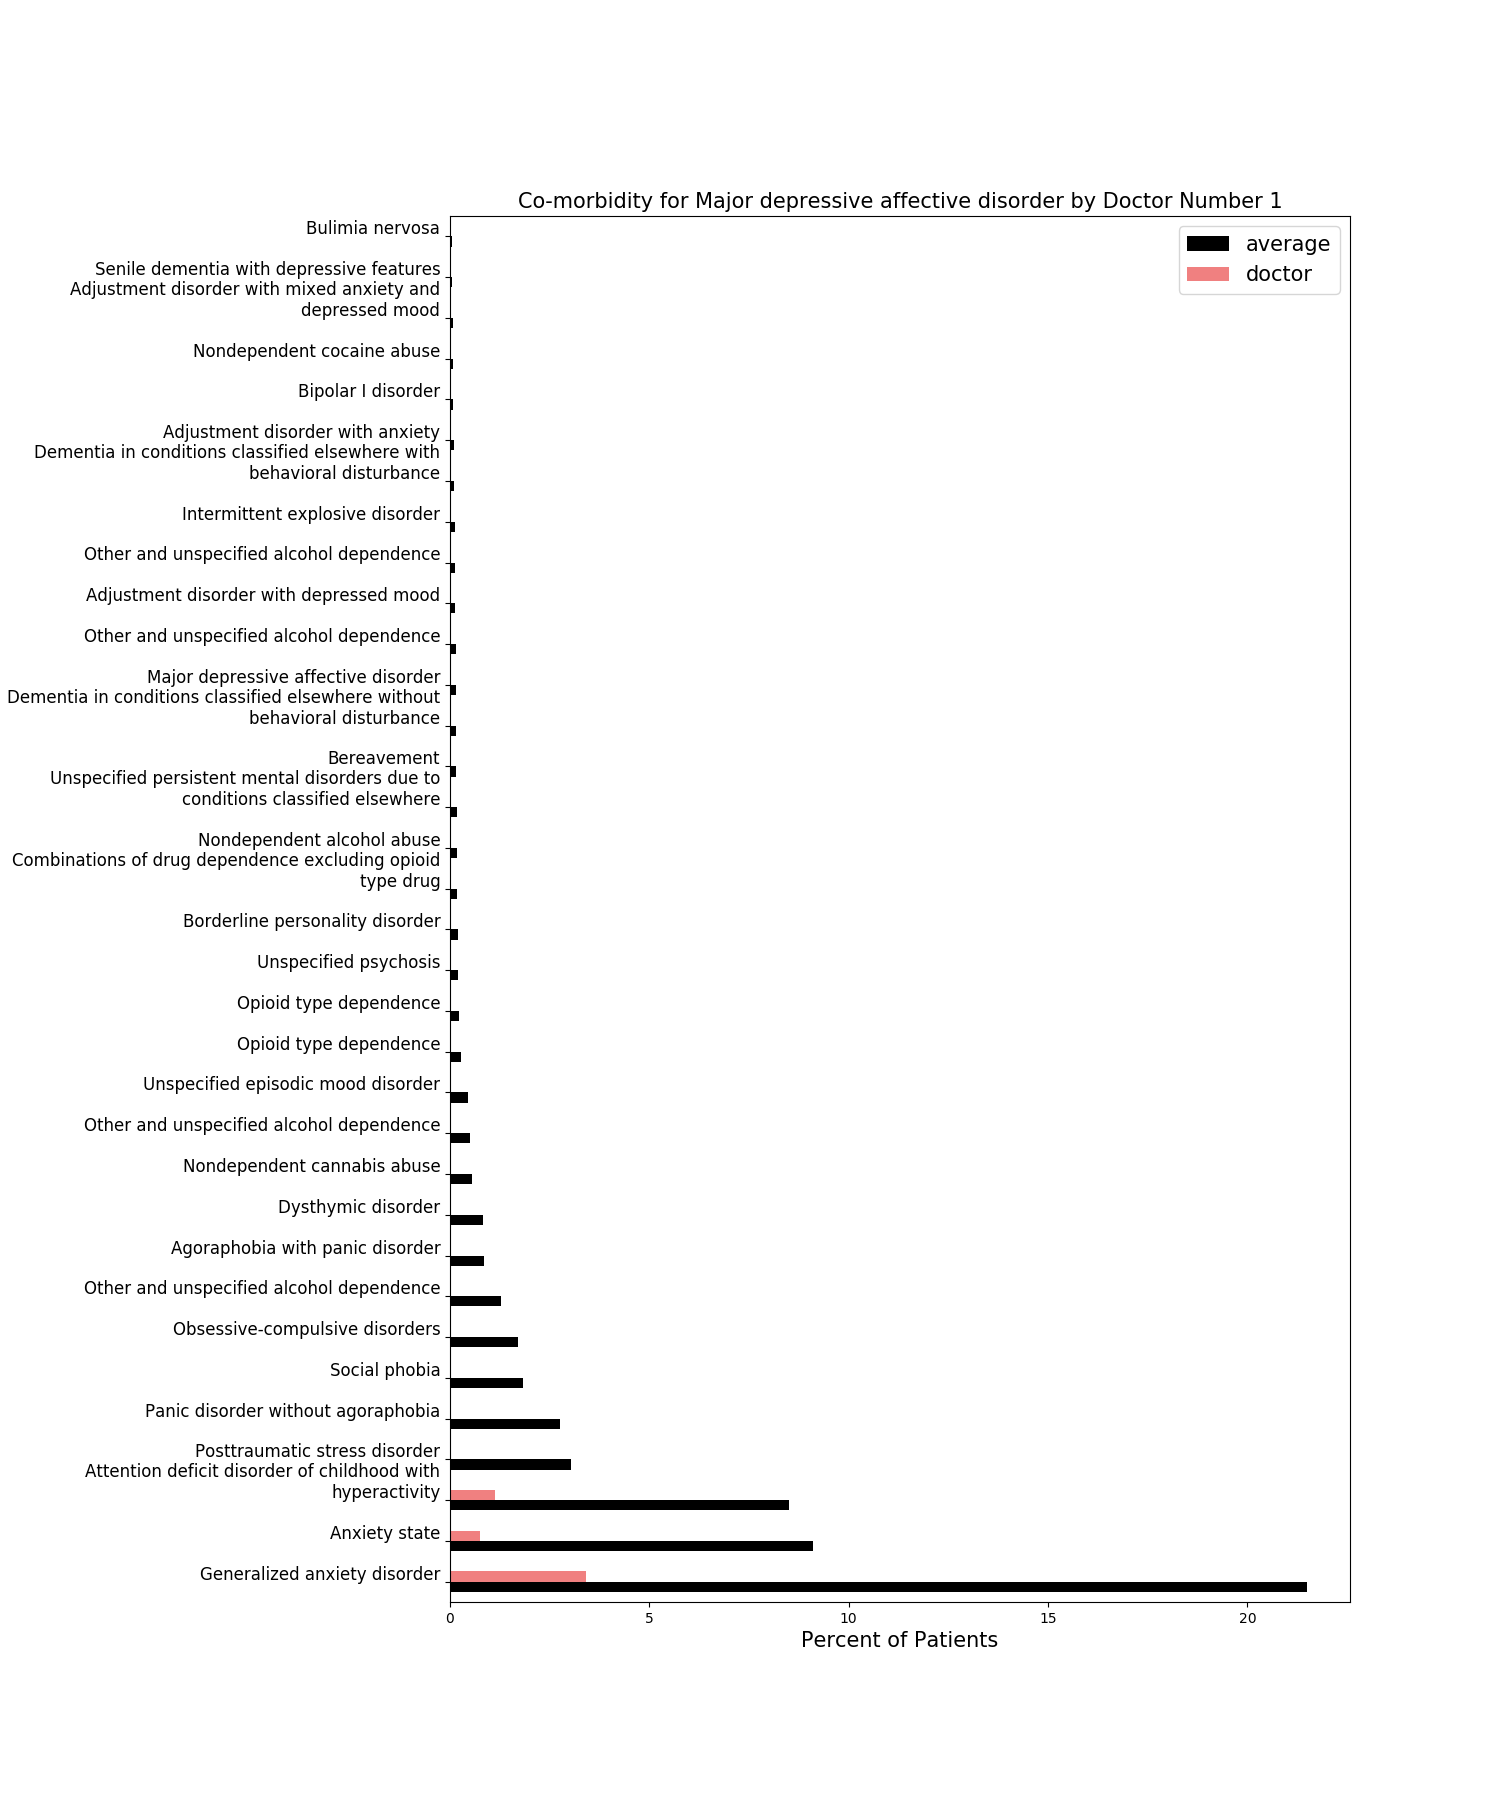 Co-morbidity for Major depressive affective disorder by Doctor Number 1
average
doctor
Bulimia nervosa
Senile dementia with depressive features
Adjustment disorder with mixed anxiety and
depressed mood
Nondependent cocaine abuse
Bipolar I disorder
Adjustment disorder with anxiety
Dementia in conditions classified elsewhere with
behavioral disturbance
Intermittent explosive disorder
Other and unspecified alcohol dependence
Adjustment disorder with depressed mood
Other and unspecified alcohol dependence
Major depressive affective disorder
Dementia in conditions classified elsewhere without
behavioral disturbance
Bereavement
Unspecified persistent mental disorders due to
conditions classified elsewhere
Nondependent alcohol abuse
Combinations of drug dependence excluding opioid
type drug
Borderline personality disorder
Unspecified psychosis
Opioid type dependence
Opioid type dependence
Unspecified episodic mood disorder
Other and unspecified alcohol dependence
Nondependent cannabis abuse
Dysthymic disorder
Agoraphobia with panic disorder
Other and unspecified alcohol dependence
Obsessive-compulsive disorders
Social phobia
Panic disorder without agoraphobia
Posttraumatic stress disorder
Attention deficit disorder of childhood with
hyperactivity
Anxiety state
Generalized anxiety disorder
0 5 10 15 20
Percent of Patients